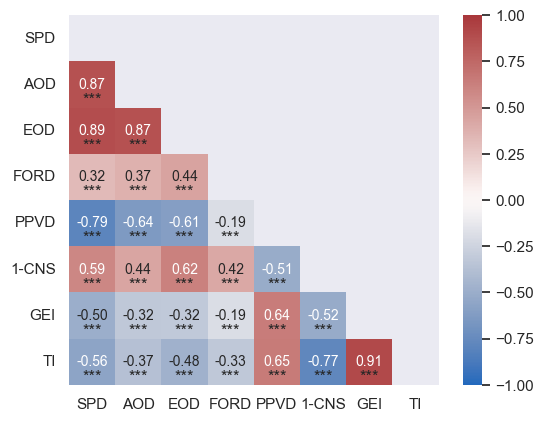 SPD
AOD 0.87
***
EOD 0.89 0.87
*** ***
FORD 0.32 0.37 0.44
*** *** ***
PPVD -0.79 -0.64 -0.61 -0.19
*** *** *** ***
1-CNS 0.59 0.44 0.62 0.42 -0.51
*** *** *** *** ***
GEI -0.50 -0.32 -0.32 -0.19 0.64 -0.52
*** *** *** *** *** ***
TI -0.56 -0.37 -0.48 -0.33 0.65 -0.77 0.91
*** *** *** *** *** *** ***
SPD AOD EOD FORD PPVD 1-CNS GEI TI
1.00
0.75
0.50
0.25
0.00
-0.25
-0.50
-0.75
-1.00